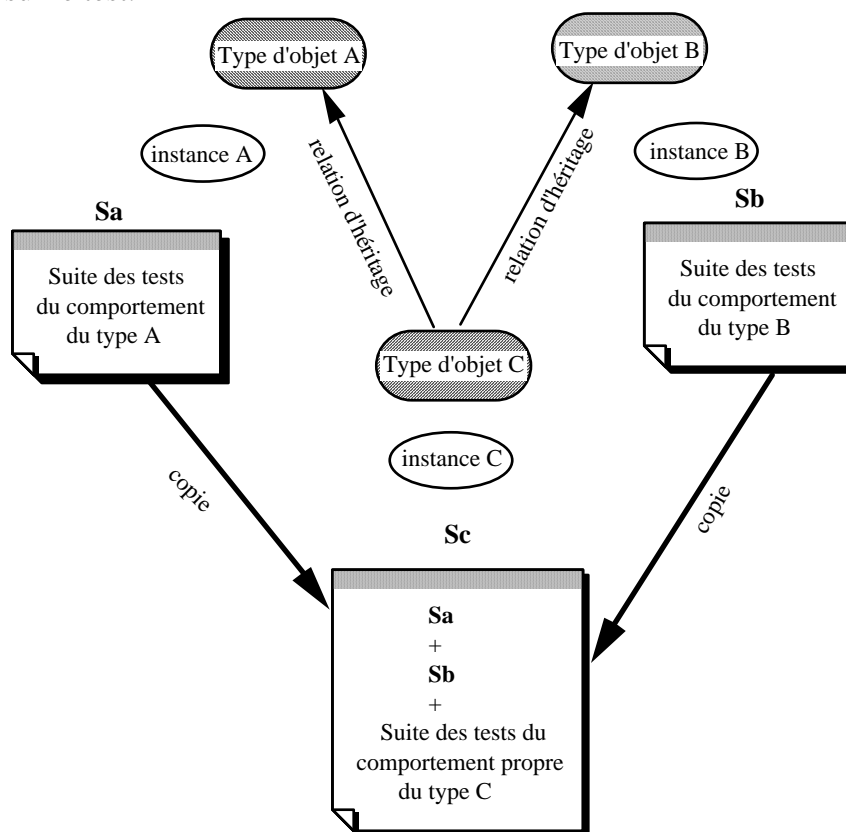 Type d'objet A
Type d'objet B
instance A
instance B
relation d'héritage
relation d'héritage
Sa
Sb
Suite des tests
du comportement
du type A
Suite des tests
du comportement
du type B
Type d'objet C
instance C
copie
copie
Sc
Sa
+
Sb
+
Suite des tests du
comportement propre
du type C